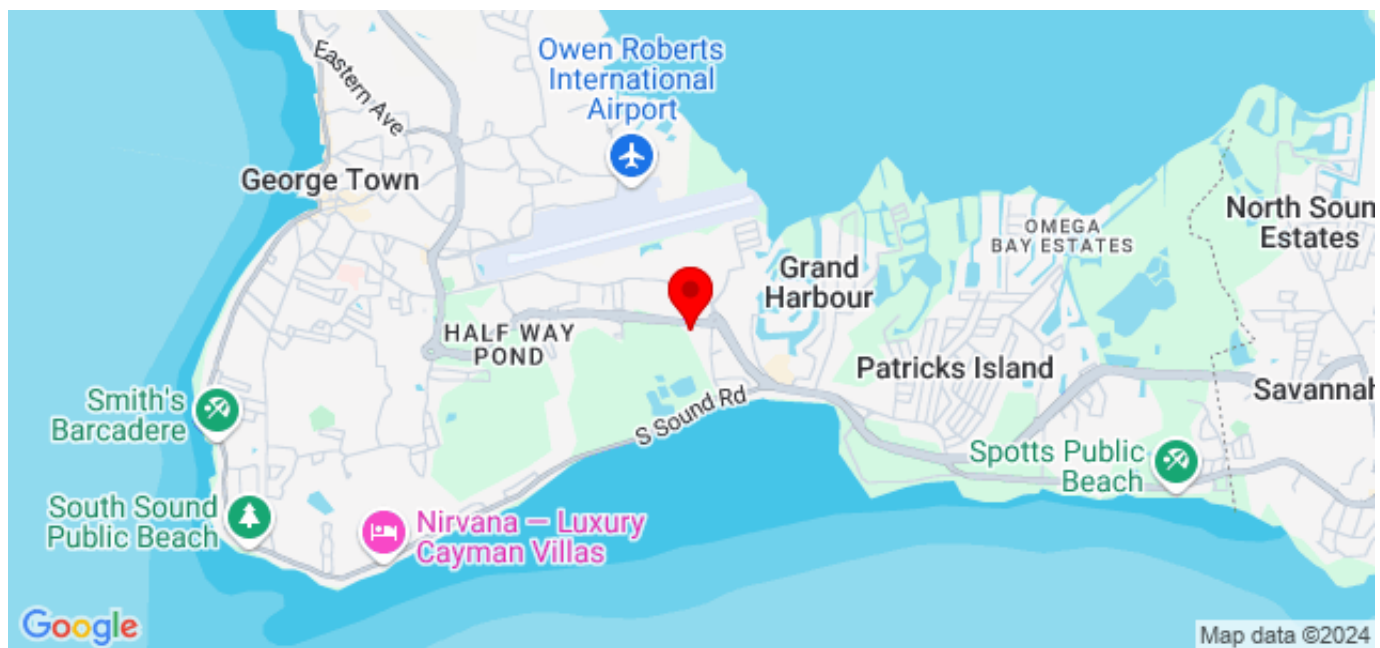 Eastern Ave
Owen Roberts
International
Airport
George Town
OMEGA
BAY ESTATES
North Soun
Estates
Grand
Harbour
HALF WAY
POND
Patricks Island
Savannah
Smith's
Barcadere
S Sound Rd
Spotts Public
Beach
South Sound
Public Beach
Nirvana — Luxury
Cayman Villas
Google
Map data ©2024